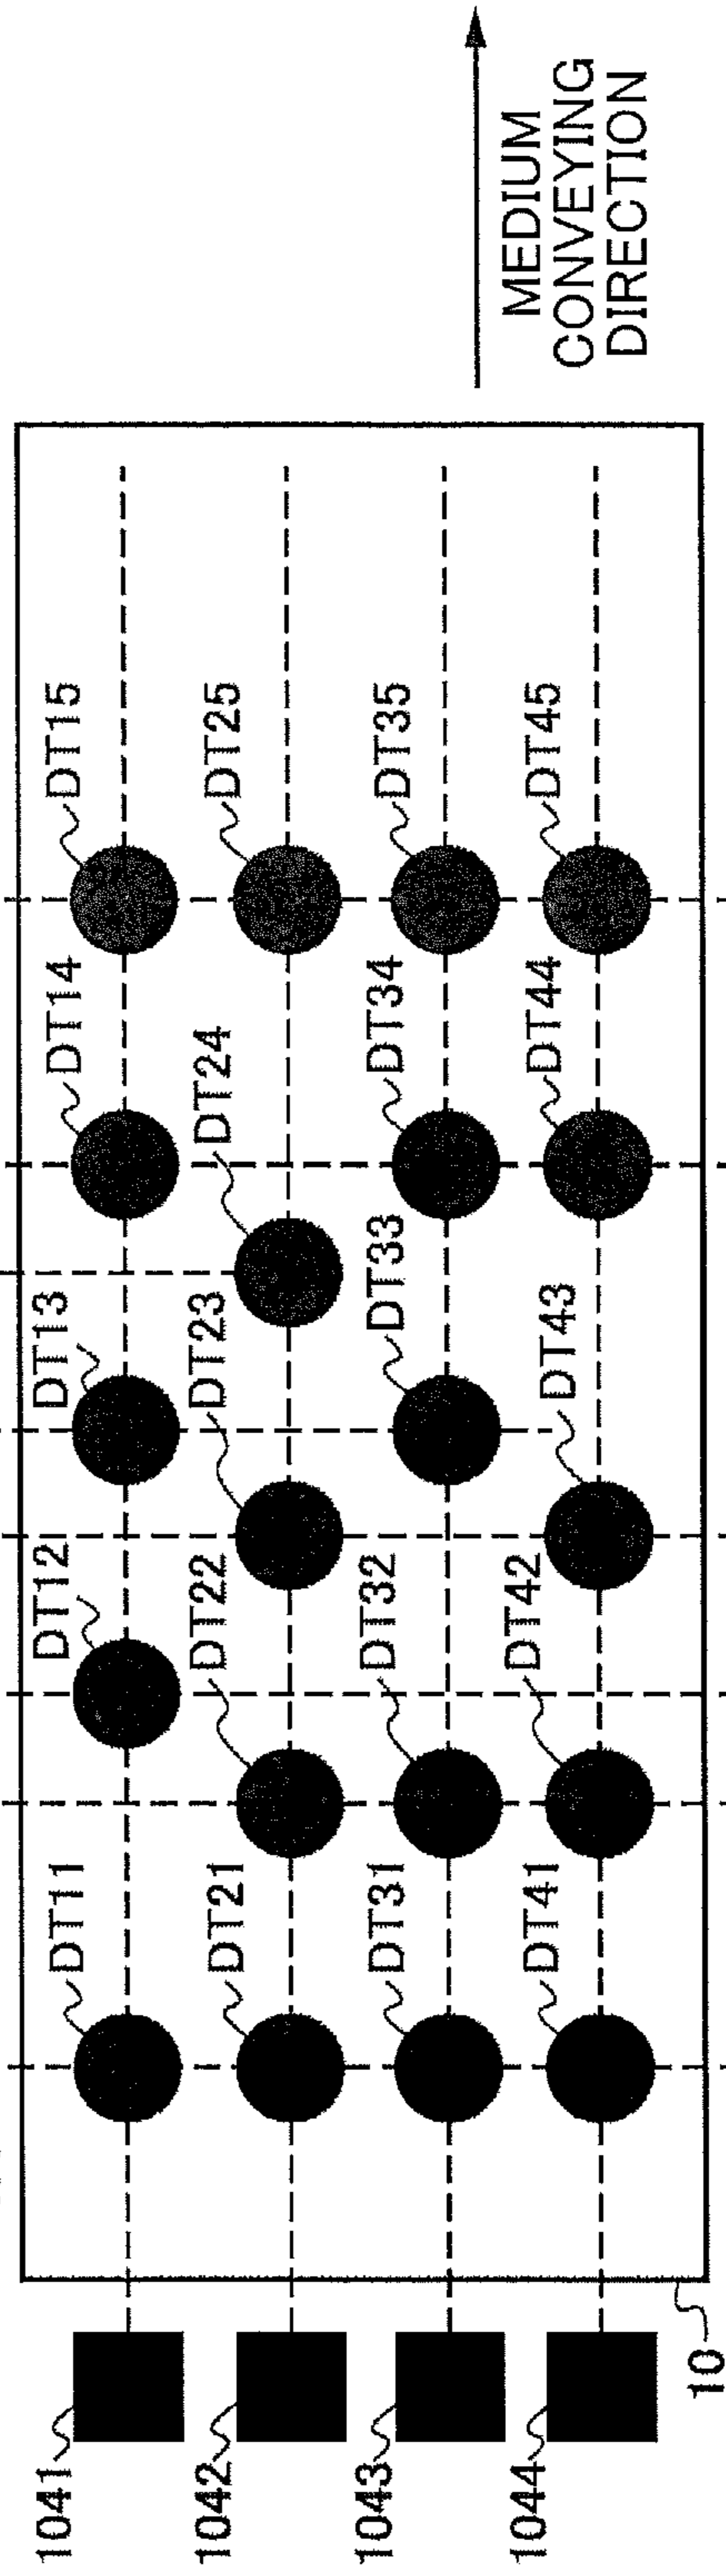 MEDIUM
CONVEYING
DIRECTION
DT15
DT25
DT35
DT45
DT14
DT24
DT34
DT44
DT13
DT23
DT33
DT43
DT12
DT22
DT32
DT42
DT11
DT21
DT31
DT41
1041
1042
1043
1044
10